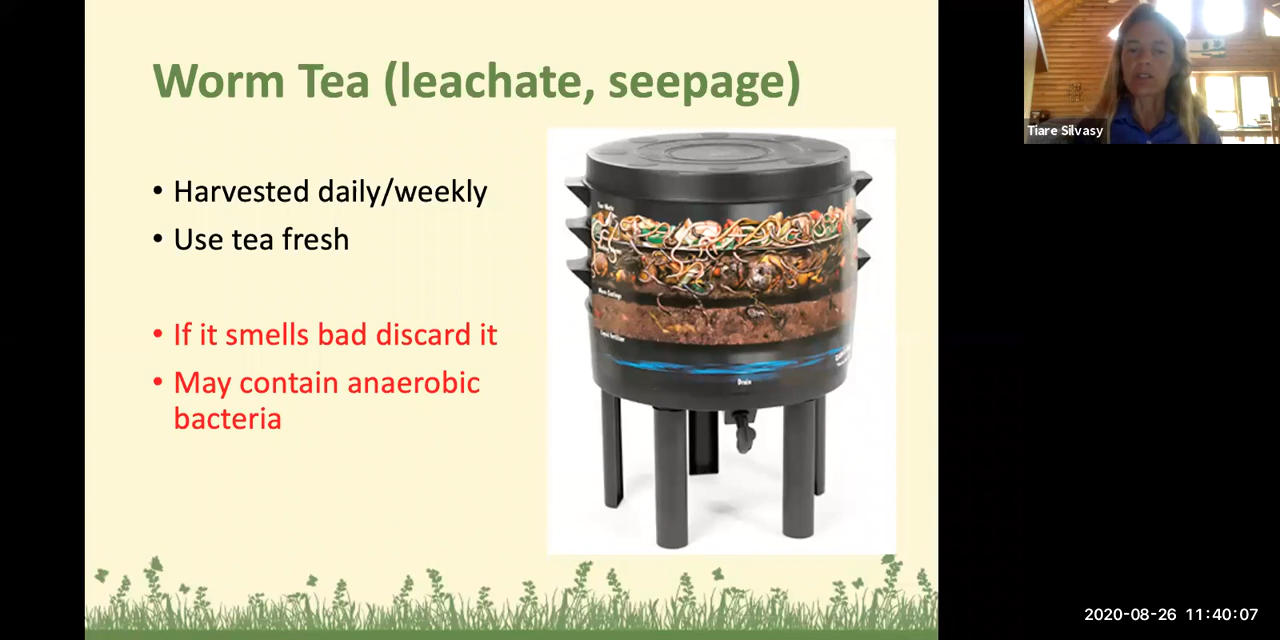 Worm Tea (leachate, seepage)
• Harvested daily/weekly
• Use tea fresh
• If it smells bad discard it
• May contain anaerobic
bacteria
Drain
Tiare Silvasy
2020-08-26 11:40:07